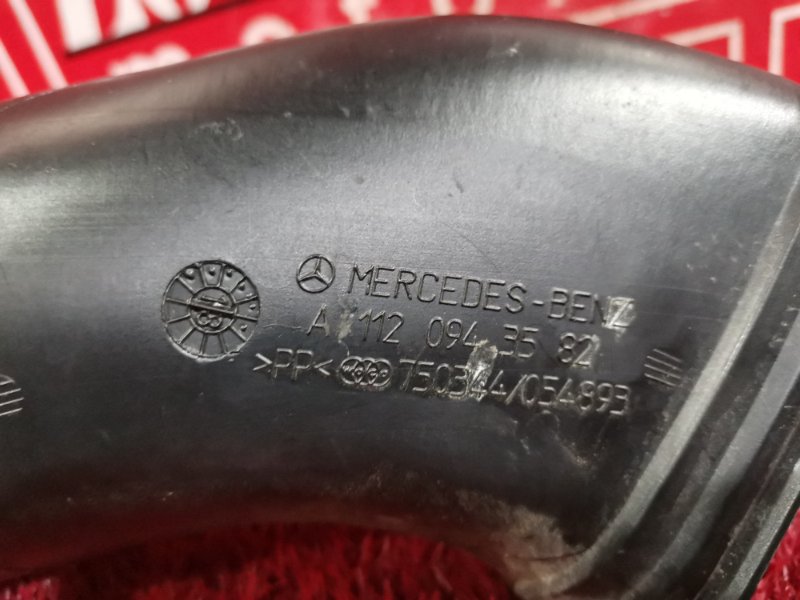 MERCEDES-BENZ
A 112 094 35 82
>PP< 750344/054893